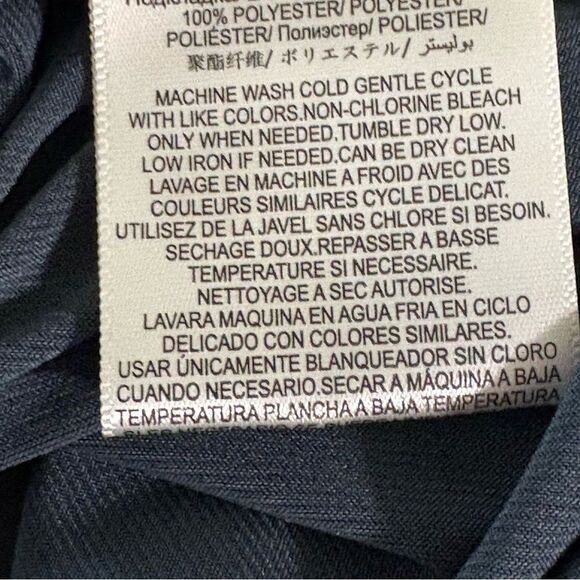 100% POLYESTER/ POLYESTER/
POLIÉSTER/ Полиэстер/ POLIESTER/
聚酯纤维/ ポリエステル/ بوليستر/
MACHINE WASH COLD GENTLE CYCLE
WITH LIKE COLORS.NON-CHLORINE BLEACH
ONLY WHEN NEEDED.TUMBLE DRY LOW.
LOW IRON IF NEEDED.CAN BE DRY CLEAN
LAVAGE EN MACHINE A FROID AVEC DES
COULEURS SIMILAIRES CYCLE DELICAT.
UTILISEZ DE LA JAVEL SANS CHLORE SI BESOIN.
SECHAGE DOUX.REPASSER A BASSE
TEMPERATURE SI NECESSAIRE.
NETTOYAGE A SEC AUTORISE.
LAVARA MAQUINA EN AGUA FRIA EN CICLO
DELICADO CON COLORES SIMILARES.
USAR ÚNICAMENTE BLANQUEADOR SIN CLORO
CUANDO NECESARIO.SECAR A MÁQUINA A BAJA
TEMPERATURA PLANCHA A BAJA TEMPERATURA